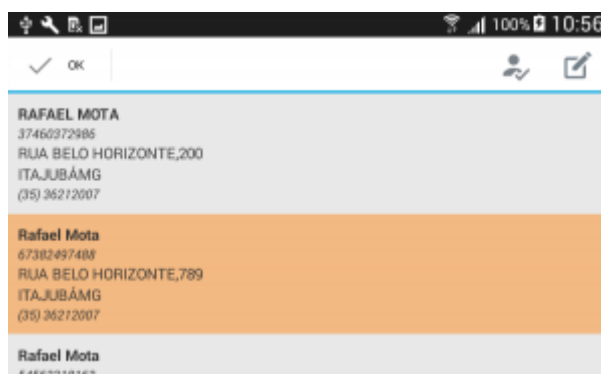 100% 10:56
OK
RAFAEL MOTA
37460372986
RUA BELO HORIZONTE,200
ITAJUBÁMG
(35) 36212007
Rafael Mota
67382497488
RUA BELO HORIZONTE,789
ITAJUBÁMG
(35) 36212007
Rafael Mota